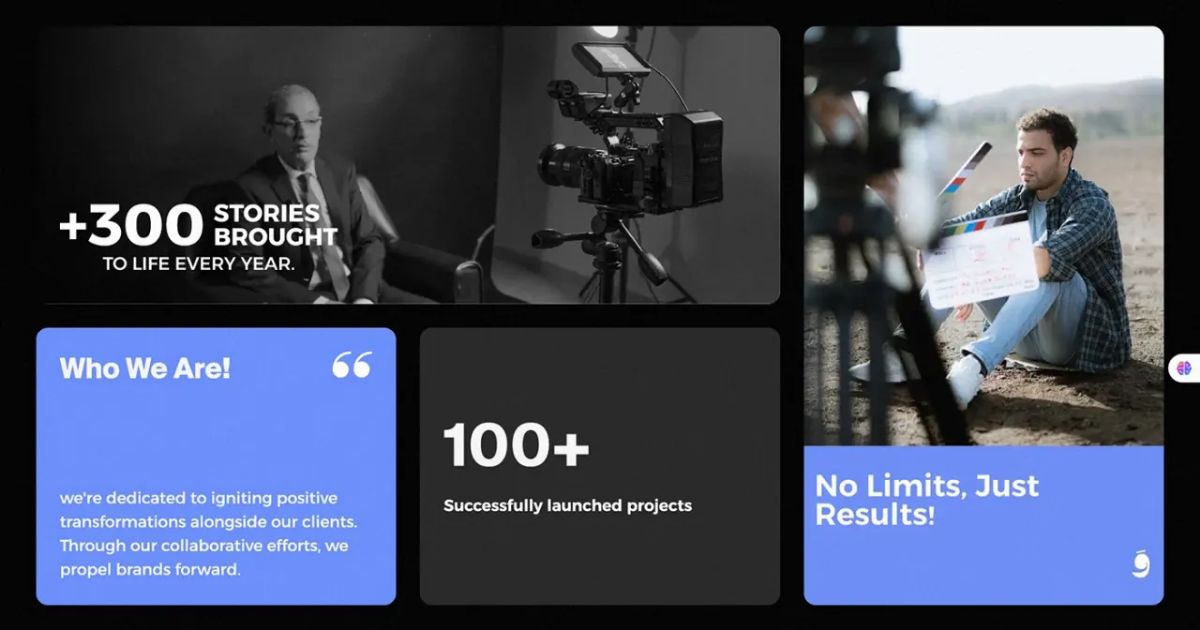 +300 STORIES
BROUGHT
TO LIFE EVERY YEAR.
Who We Are!
we're dedicated to igniting positive
transformations alongside our clients.
Through our collaborative efforts, we
propel brands forward.
100+
Successfully launched projects
No Limits, Just
Results!